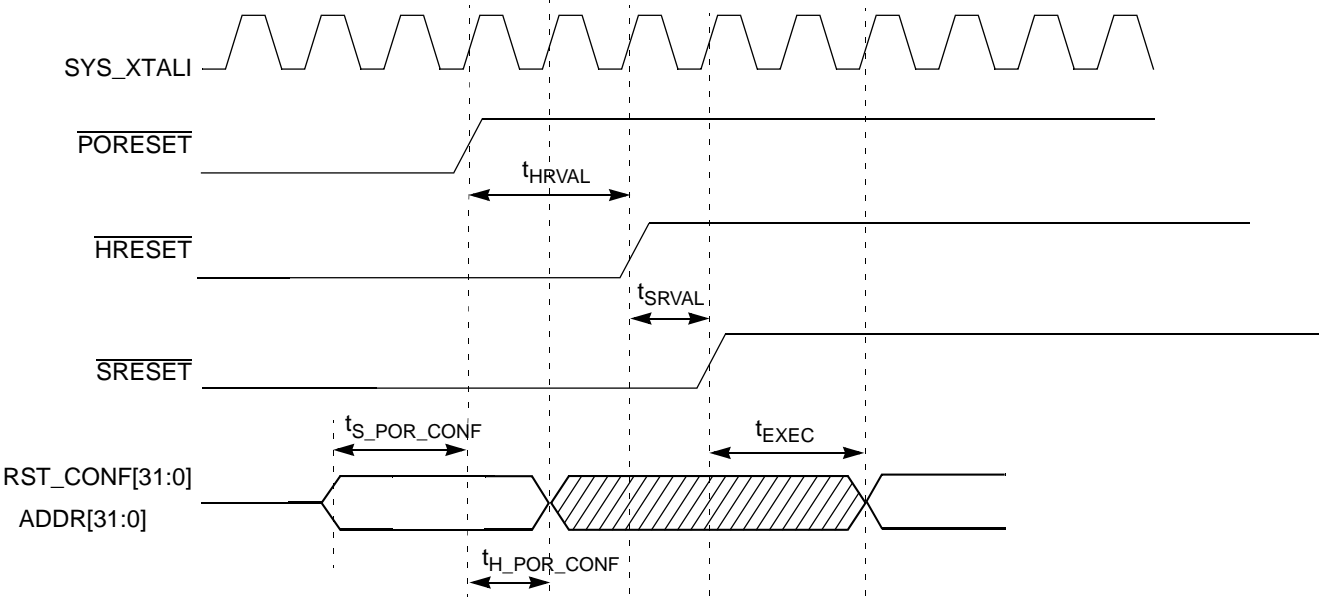 SYS_XTALI
PORESET
tHRVAL
HRESET
tSRVAL
SRESET
tS_POR_CONF
tEXEC
RST_CONF[31:0]
ADDR[31:0]
tH_POR_CONF